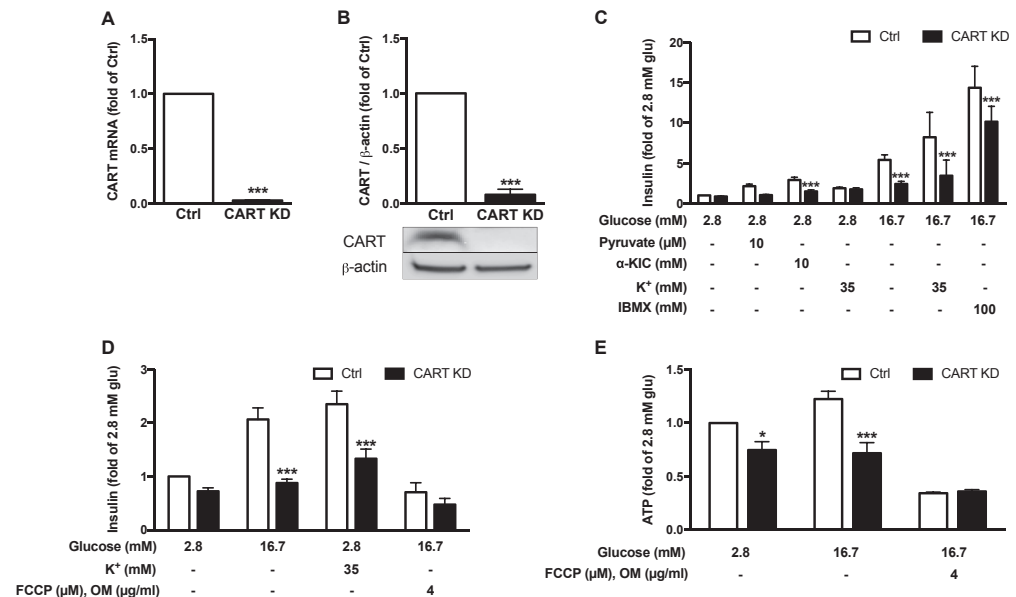 A
CART mRNA (fold of Ctrl)
1.5
1.0
0.5
0.0
***
Ctrl CART KD
B
CART / β-actin (fold of Ctrl)
1.5
1.0
0.5
0.0
***
Ctrl CART KD
CART
β-actin
C
Ctrl CART KD
Insulin (fold of 2.8 mM glu)
20
15
10
5
0
*** *** *** ***
Glucose (mM) 2.8 2.8 2.8 2.8 16.7 16.7 16.7
Pyruvate (µM) - 10 - - - - -
α-KIC (mM) - - 10 - - - -
K+ (mM) - - - 35 - 35 -
IBMX (mM) - - - - - - 100
D
Ctrl CART KD
Insulin (fold of 2.8 mM glu)
3
2
1
0
*** ***
Glucose (mM) 2.8 16.7 2.8 16.7
K+ (mM) - - 35 -
FCCP (µM), OM (µg/ml) - - - 4
E
Ctrl CART KD
ATP (fold of 2.8 mM glu)
1.5
1.0
0.5
0.0
* ***
Glucose (mM) 2.8 16.7 16.7
FCCP (µM), OM (µg/ml) - - 4